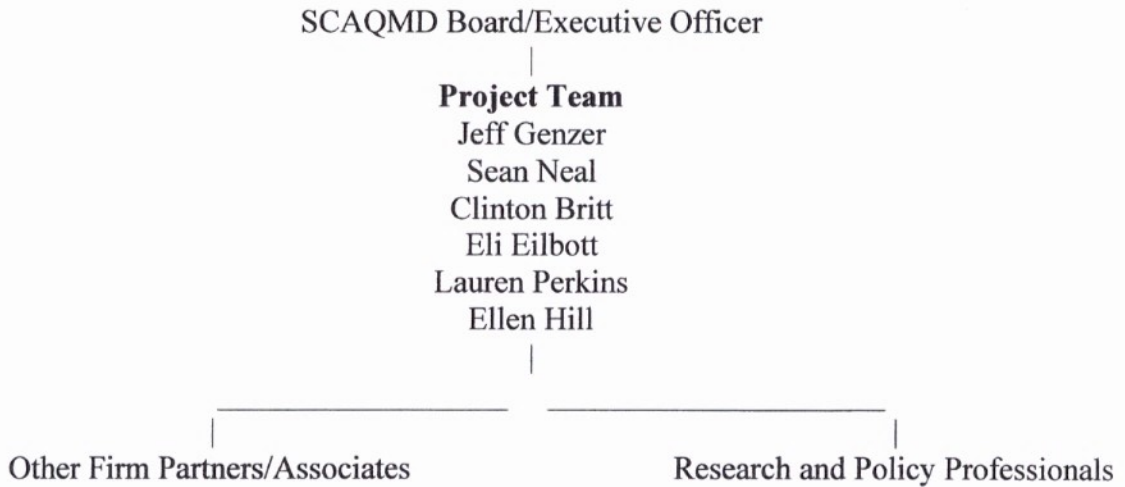 SCAQMD Board/Executive Officer
Project Team
Jeff Genzer
Sean Neal
Clinton Britt
Eli Eilbott
Lauren Perkins
Ellen Hill
Other Firm Partners/Associates
Research and Policy Professionals